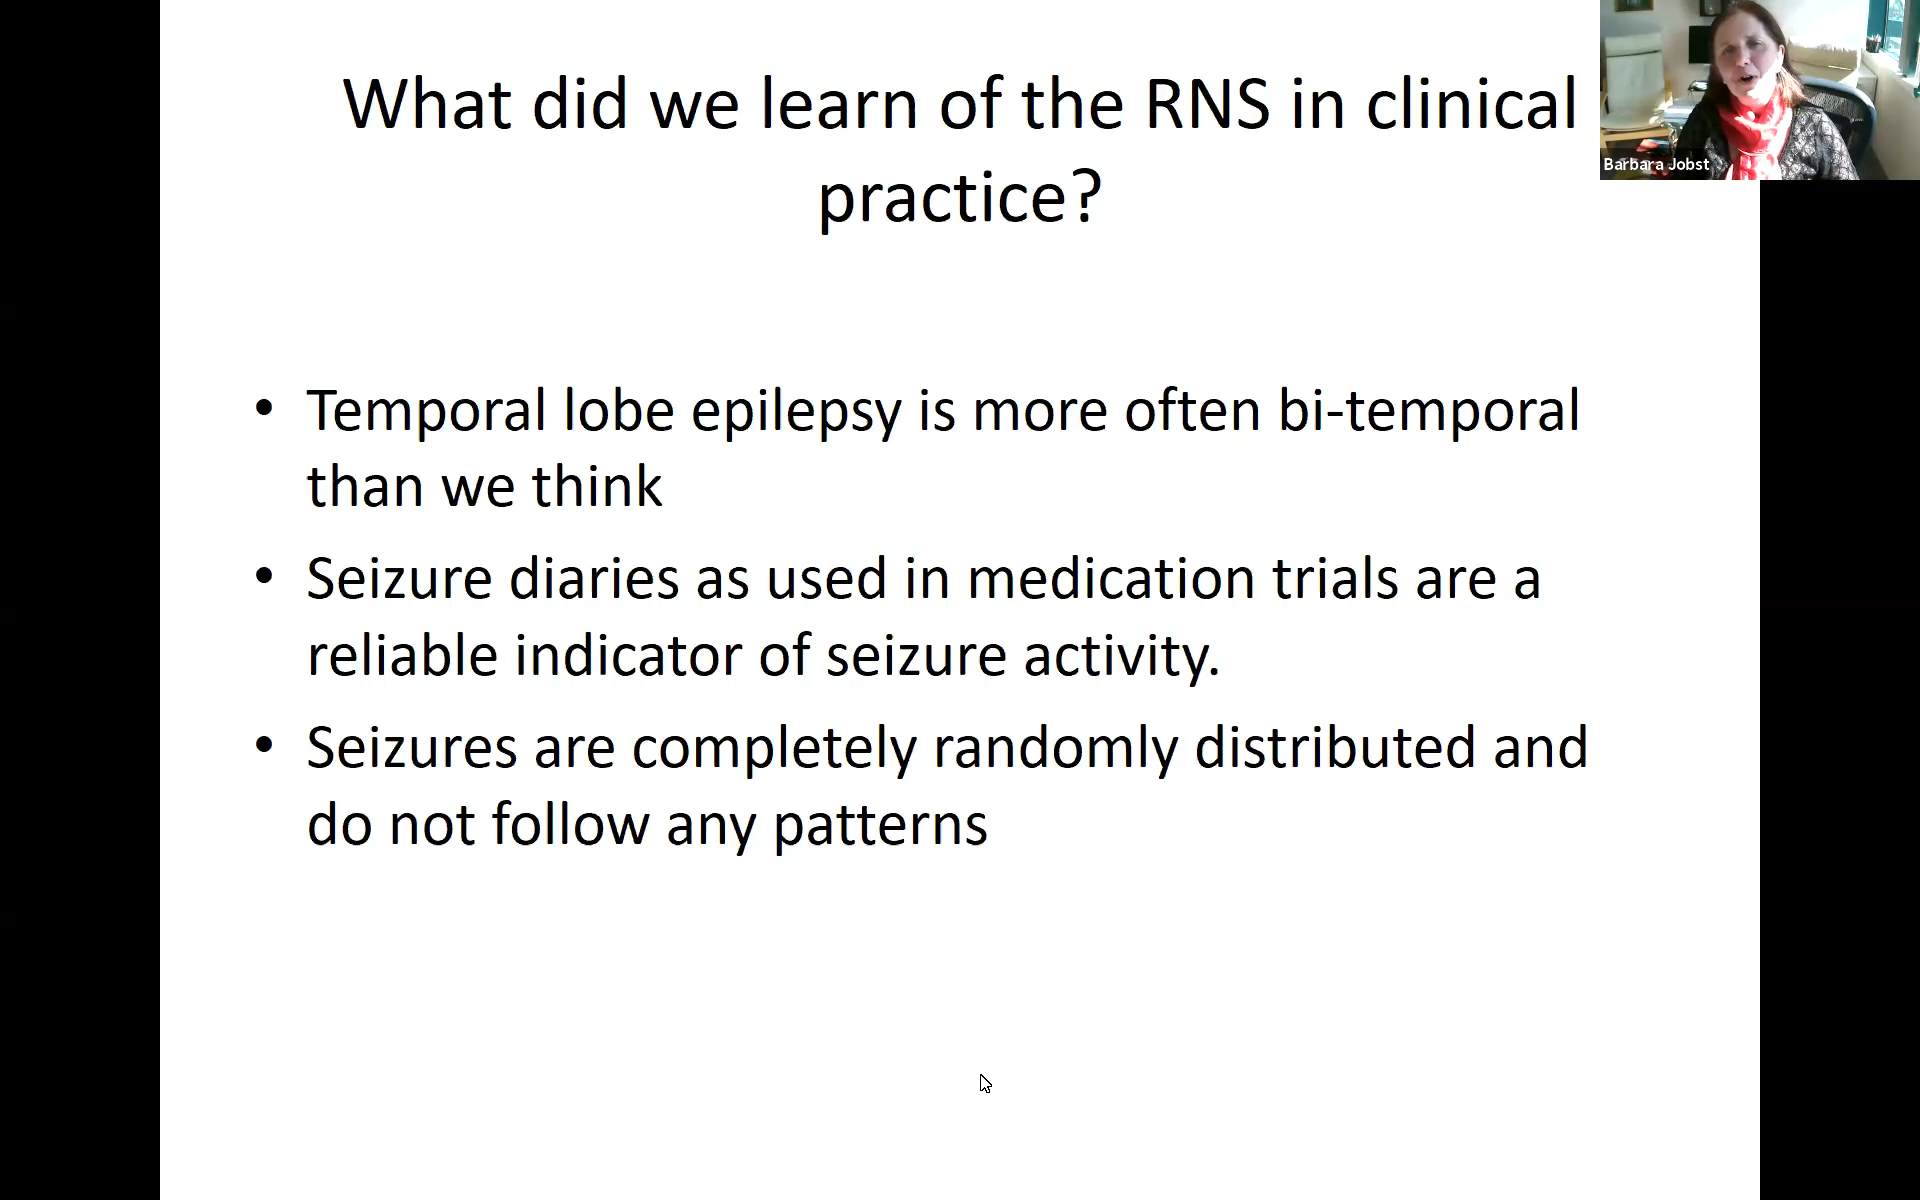 What did we learn of the RNS in clinical
practice?
Barbara Jobst
• Temporal lobe epilepsy is more often bi-temporal
than we think
• Seizure diaries as used in medication trials are a
reliable indicator of seizure activity.
• Seizures are completely randomly distributed and
do not follow any patterns